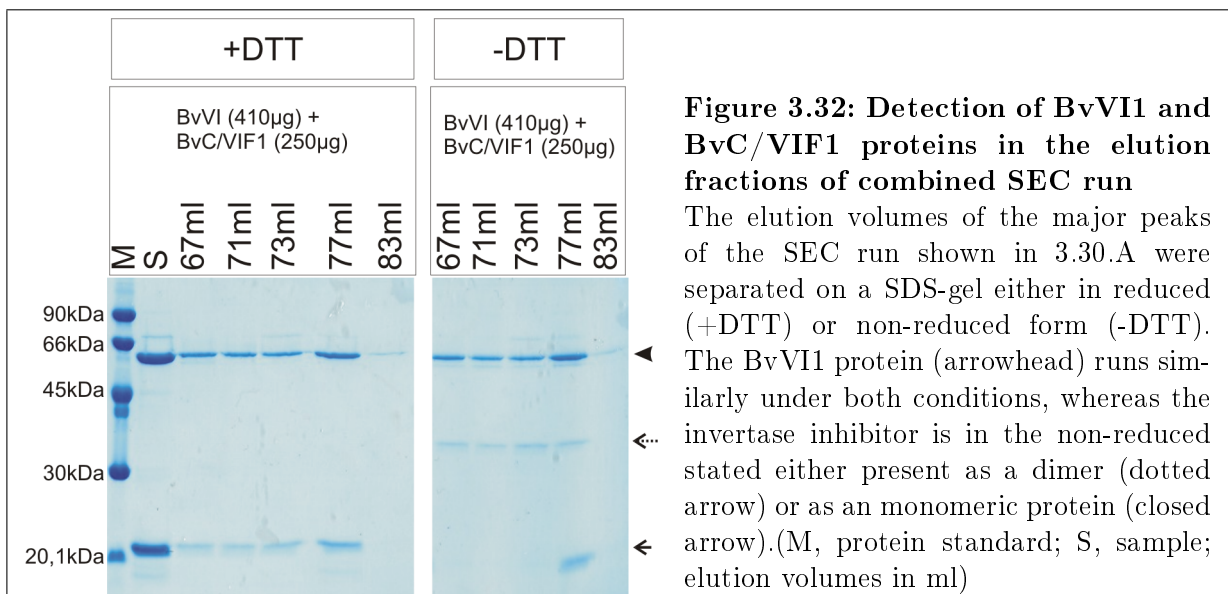 +DTT
-DTT
BvVI (410µg) +
BvC/VIF1 (250µg)
BvVI (410µg) +
BvC/VIF1 (250µg)
M
S
67ml
71ml
73ml
77ml
83ml
67ml
71ml
73ml
77ml
83ml
90kDa
66kDa
45kDa
30kDa
20,1kDa
Figure 3.32: Detection of BvVI1 and
BvC/VIF1 proteins in the elution
fractions of combined SEC run
The elution volumes of the major peaks
of the SEC run shown in 3.30.A were
separated on a SDS-gel either in reduced
(+DTT) or non-reduced form (-DTT).
The BvVI1 protein (arrowhead) runs sim-
ilarly under both conditions, whereas the
invertase inhibitor is in the non-reduced
stated either present as a dimer (dotted
arrow) or as an monomeric protein (closed
arrow).(M, protein standard; S, sample;
elution volumes in ml)